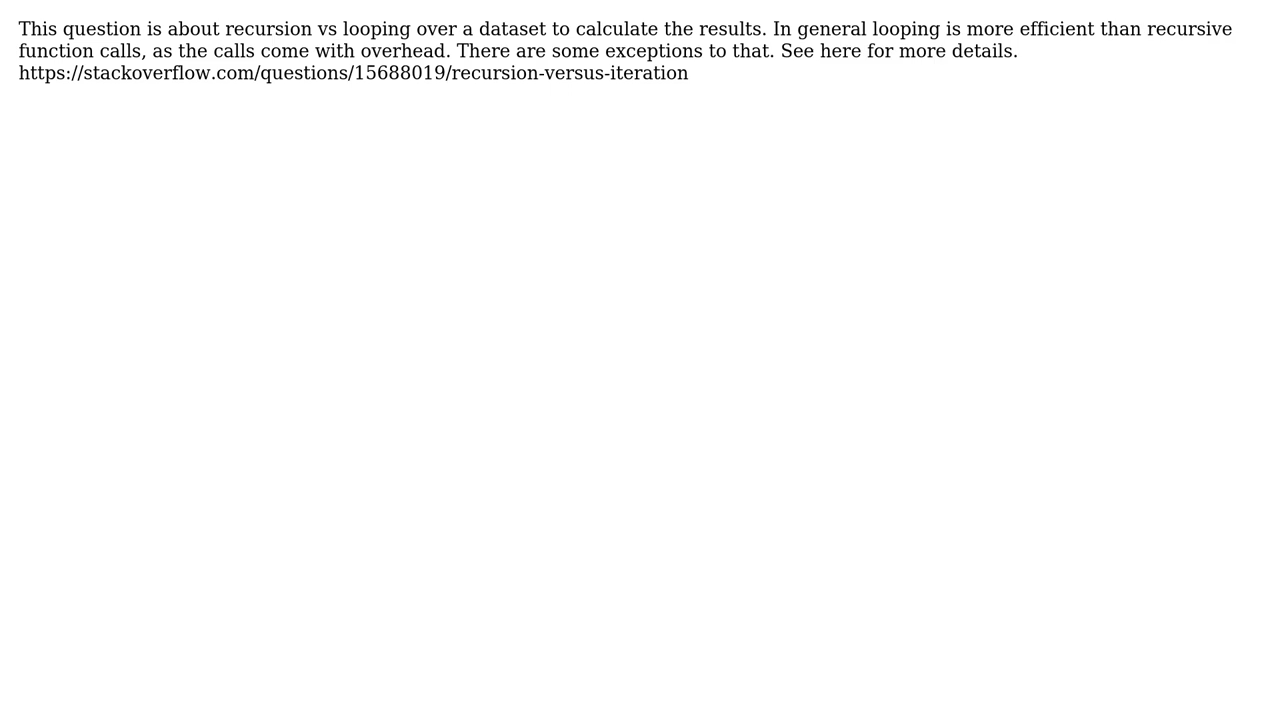 This question is about recursion vs looping over a dataset to calculate the results. In general looping is more efficient than recursive
function calls, as the calls come with overhead. There are some exceptions to that. See here for more details.
https://stackoverflow.com/questions/15688019/recursion-versus-iteration